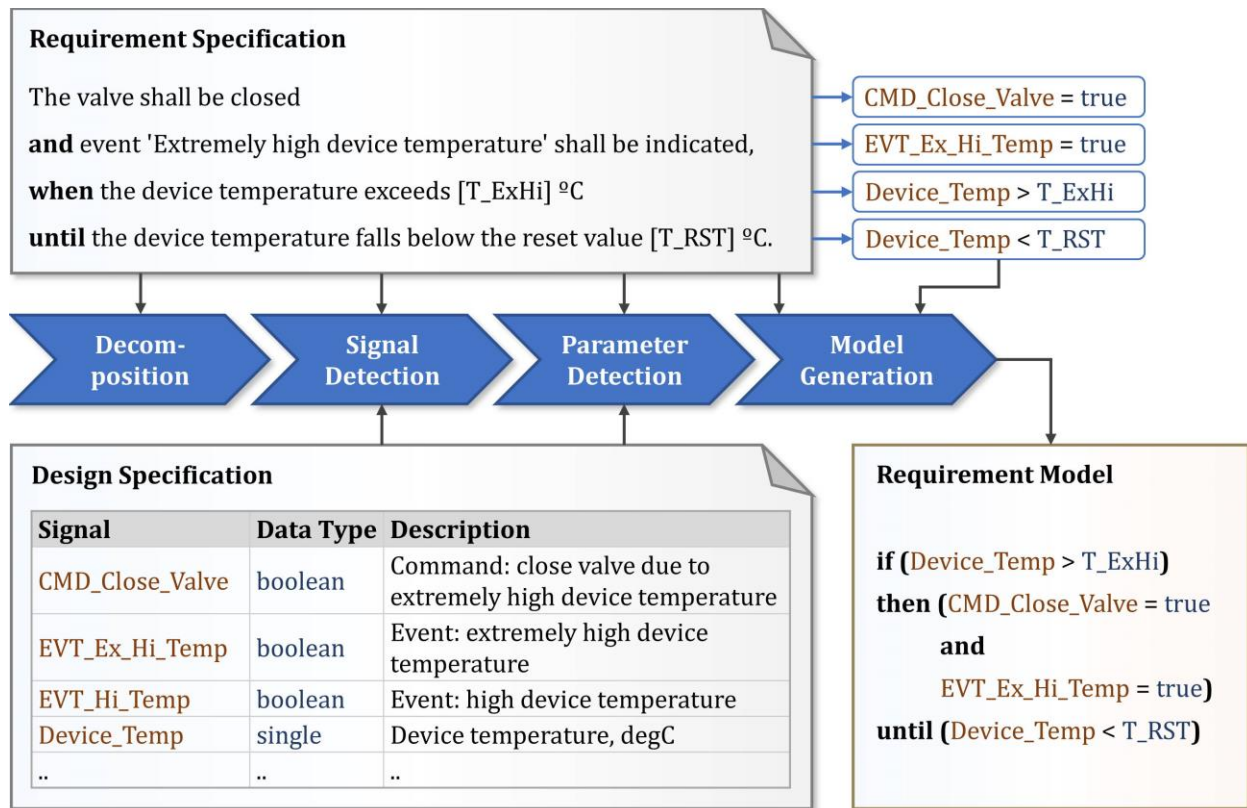 Requirement Specification
The valve shall be closed
and event 'Extremely high device temperature' shall be indicated,
when the device temperature exceeds [T_ExHi] ºC
until the device temperature falls below the reset value [T_RST] ºC.
CMD_Close_Valve = true
EVT_Ex_Hi_Temp = true
Device_Temp > T_ExHi
Device_Temp < T_RST
Decom-
position
Signal
Detection
Parameter
Detection
Model
Generation
Design Specification
Signal Data Type Description
CMD_Close_Valve boolean Command: close valve due to
extremely high device temperature
EVT_Ex_Hi_Temp boolean Event: extremely high device
temperature
EVT_Hi_Temp boolean Event: high device temperature
Device_Temp single Device temperature, degC
.. .. ..
Requirement Model
if (Device_Temp > T_ExHi)
then (CMD_Close_Valve = true
and
EVT_Ex_Hi_Temp = true)
until (Device_Temp < T_RST)